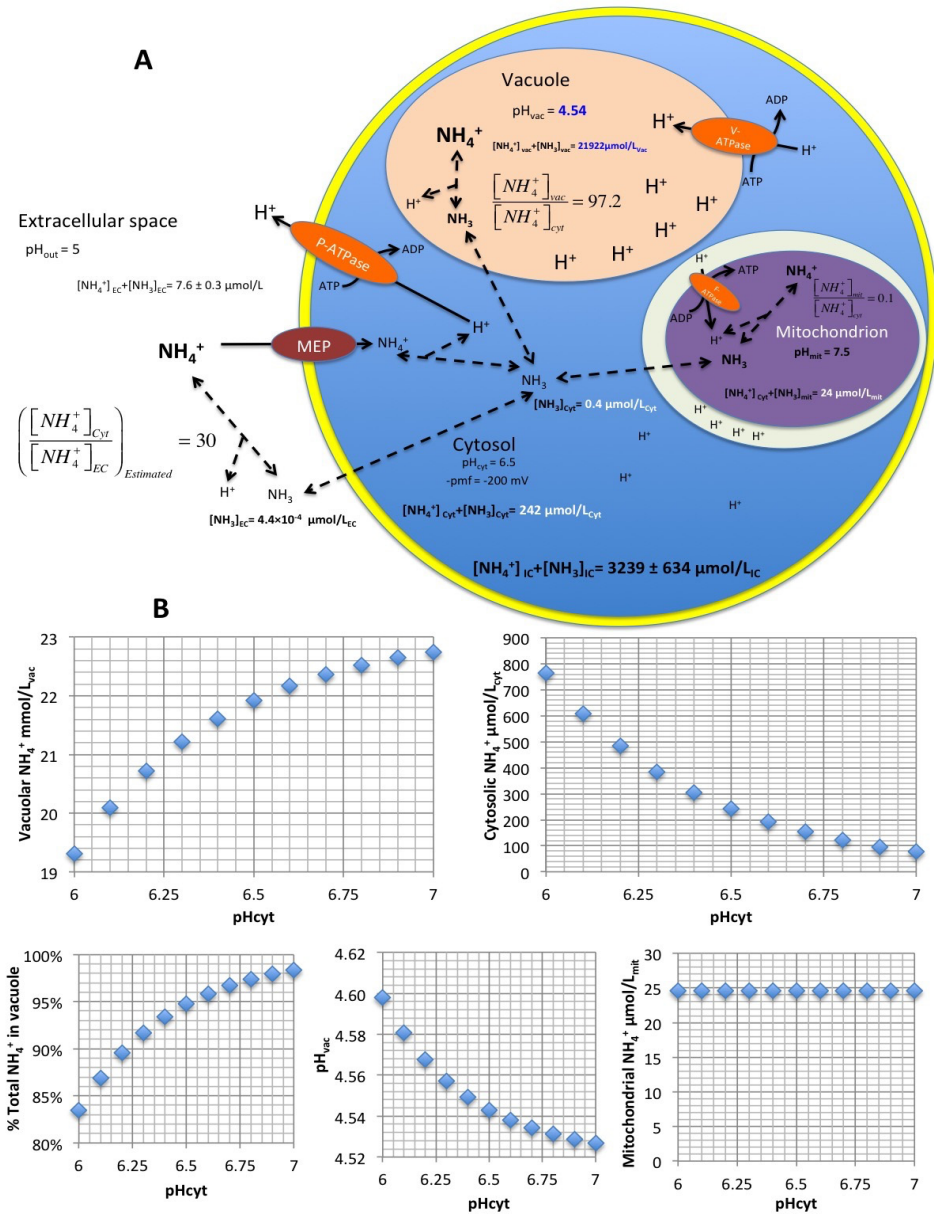 A
Vacuole
pHvac = 4.54
NH4+
[NH4+]vac+[NH3]vac= 21922µmol/LVac
H+
NH3
[NH4+]vac
[NH4+]cyt
= 97.2
H+
H+
H+
H+
H+
H+
V-ATPase
ADP
H+
ATP
Extracellular space
pHout = 5
[NH4+]EC+[NH3]EC= 7.6 ± 0.3 µmol/L
H+
P-ATPase
ADP
ATP
H+
NH4+
MEP
NH4+
([NH4+]Cyt
[NH4+]EC)Estimated
= 30
H+
NH3
[NH3]EC= 4.4×10-4 µmol/LEC
NH3
[NH3]Cyt= 0.4 µmol/LCyt
Cytosol
pHcyt = 6.5
-pmf = -200 mV
[NH4+]Cyt+[NH3]Cyt= 242 µmol/LCyt
[NH4+]IC+[NH3]IC= 3239 ± 634 µmol/LIC
H+
ATP
F-ATPase
ADP
H+
NH4+
[NH4+]mit
[NH4+]cyt
= 0.1
Mitochondrion
NH3
pHmit = 7.5
[NH4+]Cyt+[NH3]mit= 24 µmol/Lmit
H+
H+
H+
H+
H+
H+
H+
B
Vacuolar NH4+ mmol/Lvac
23
22
21
20
19
6
6.25
6.5
6.75
7
pHcyt
Cytosolic NH4+ µmol/Lcyt
900
800
700
600
500
400
300
200
100
0
6
6.25
6.5
6.75
7
pHcyt
% Total NH4+ in vacuole
100%
95%
90%
85%
80%
6
6.25
6.5
6.75
7
pHcyt
pHvac
4.62
4.60
4.58
4.56
4.54
4.52
6
6.25
6.5
6.75
7
pHcyt
Mitochondrial NH4+ µmol/Lmit
30
25
20
15
10
5
0
6
6.25
6.5
6.75
7
pHcyt